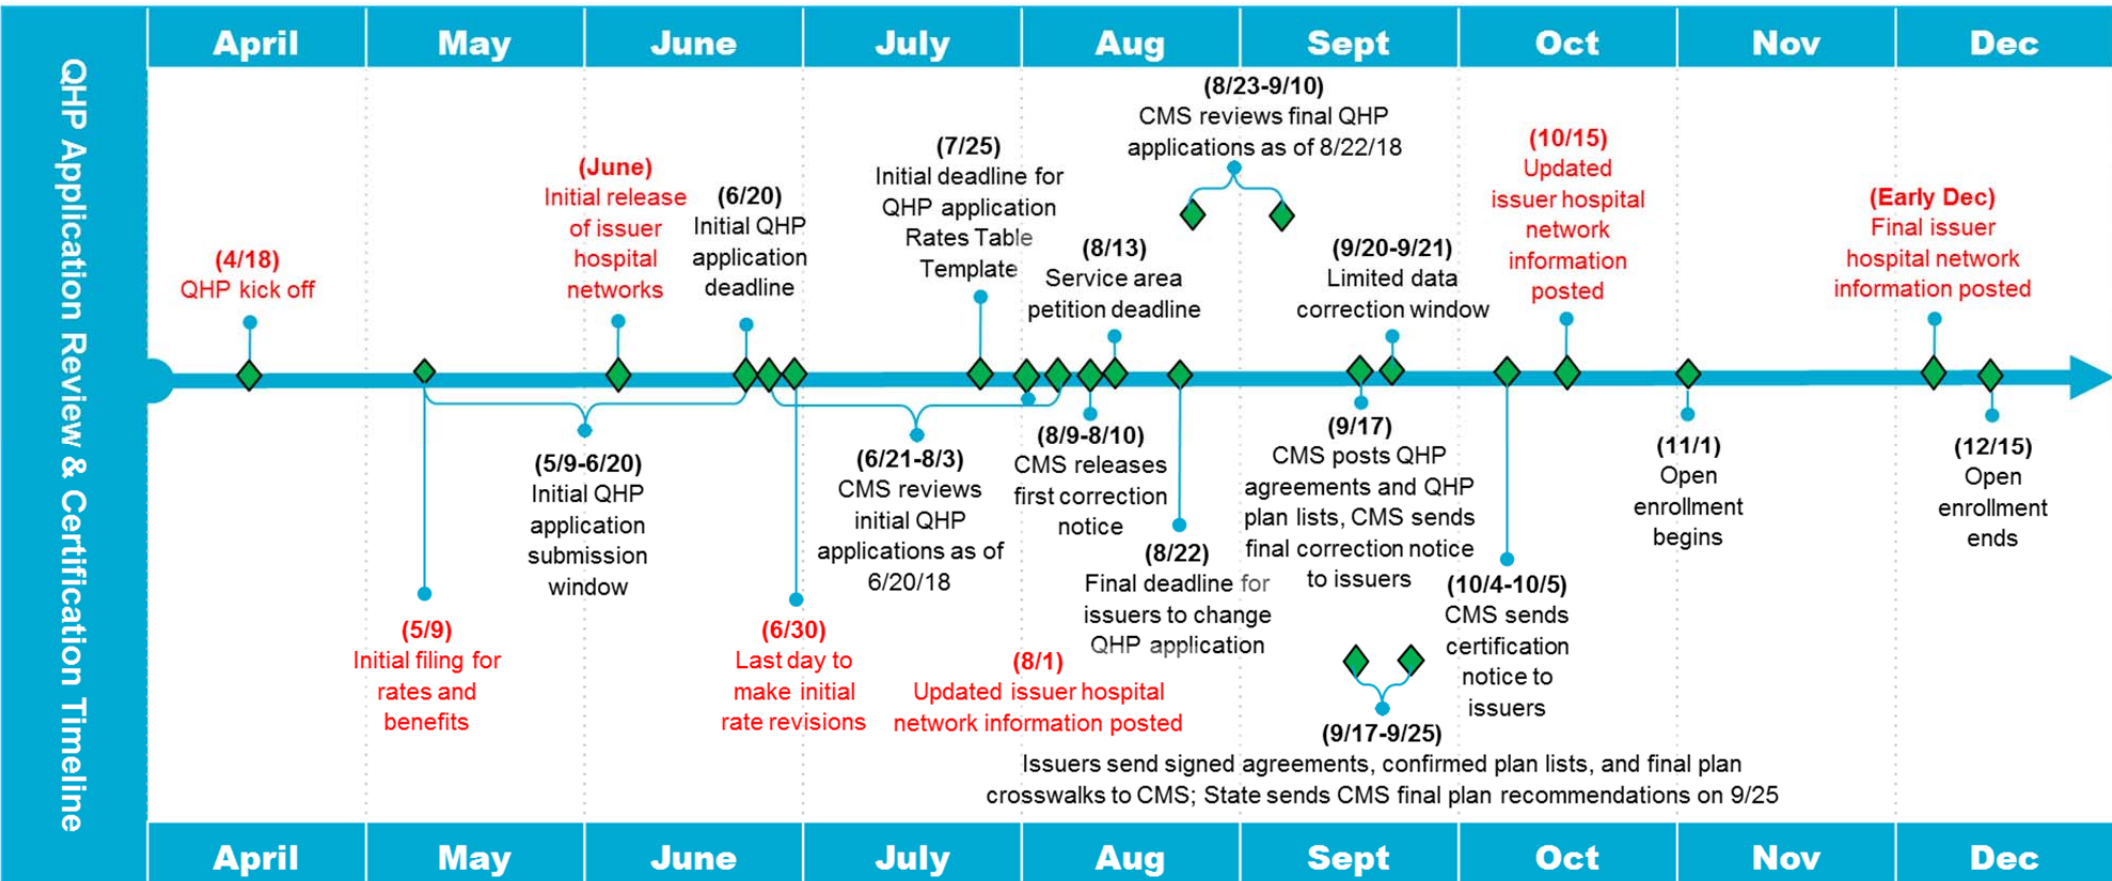 QHP Application Review & Certification Timeline
April
May
June
July
Aug
Sept
Oct
Nov
Dec
(4/18)
QHP kick off
(June)
Initial release
of issuer
hospital
networks
(6/20)
Initial QHP
application
deadline
(7/25)
Initial deadline for
QHP application
Rates Table
Template
(8/13)
Service area
petition deadline
(8/23-9/10)
CMS reviews final QHP
applications as of 8/22/18
(9/20-9/21)
Limited data
correction window
(10/15)
Updated
issuer hospital
network
information
posted
(Early Dec)
Final issuer
hospital network
information posted
(5/9)
Initial filing for
rates and
benefits
(5/9-6/20)
Initial QHP
application
submission
window
(6/30)
Last day to
make initial
rate revisions
(6/21-8/3)
CMS reviews
initial QHP
applications as of
6/20/18
(8/1)
Updated issuer hospital
network information posted
(8/9-8/10)
CMS releases
first correction
notice
(8/22)
Final deadline for
issuers to change
QHP application
(9/17)
CMS posts QHP
agreements and QHP
plan lists, CMS sends
final correction notice
to issuers
(9/17-9/25)
Issuers send signed agreements, confirmed plan lists, and final plan
crosswalks to CMS; State sends CMS final plan recommendations on 9/25
(10/4-10/5)
CMS sends
certification
notice to
issuers
(11/1)
Open
enrollment
begins
(12/15)
Open
enrollment
ends
April
May
June
July
Aug
Sept
Oct
Nov
Dec